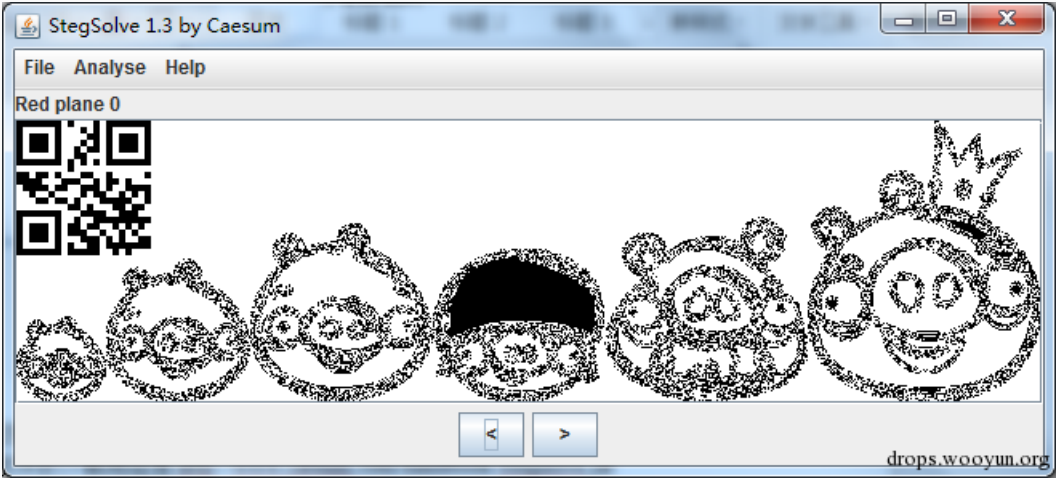 StegSolve 1.3 by Caesum
File Analyse Help
Red plane 0
< >
drops.wooyun.org